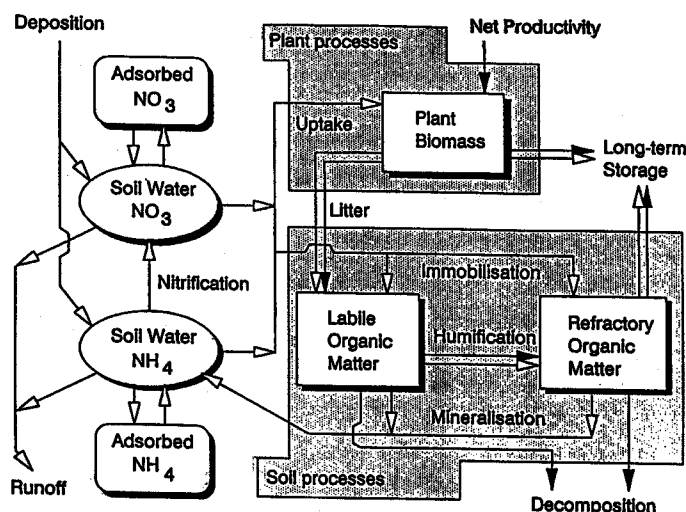 Deposition
Plant processes
Net Productivity
Adsorbed
NO3
Uptake
Plant
Biomass
Long-term
Storage
Soil Water
NO3
Litter
Nitrification
Immobilisation
Soil Water
NH4
Labile
Organic
Matter
Humification
Refractory
Organic
Matter
Mineralisation
Adsorbed
NH4
Runoff
Soil processes
Decomposition